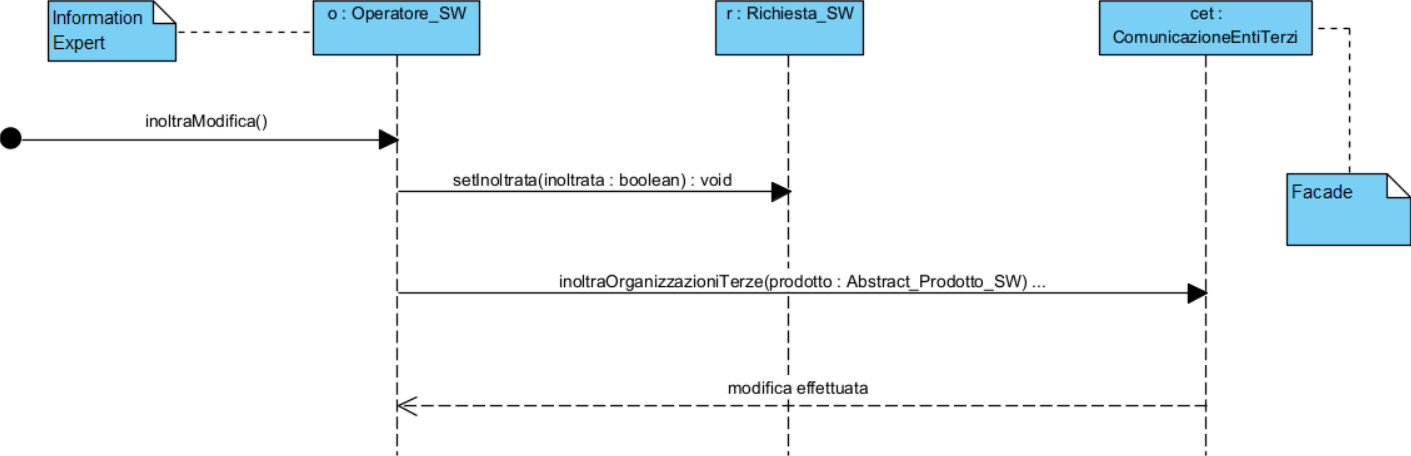 Information
Expert
o : Operatore_SW
r : Richiesta_SW
cet :
ComunicazioneEntiTerzi
inoltraModifica()
setInoltrata(inoltrata : boolean) : void
Facade
inoltraOrganizzazioniTerze(prodotto : Abstract_Prodotto_SW) ...
modifica effettuata